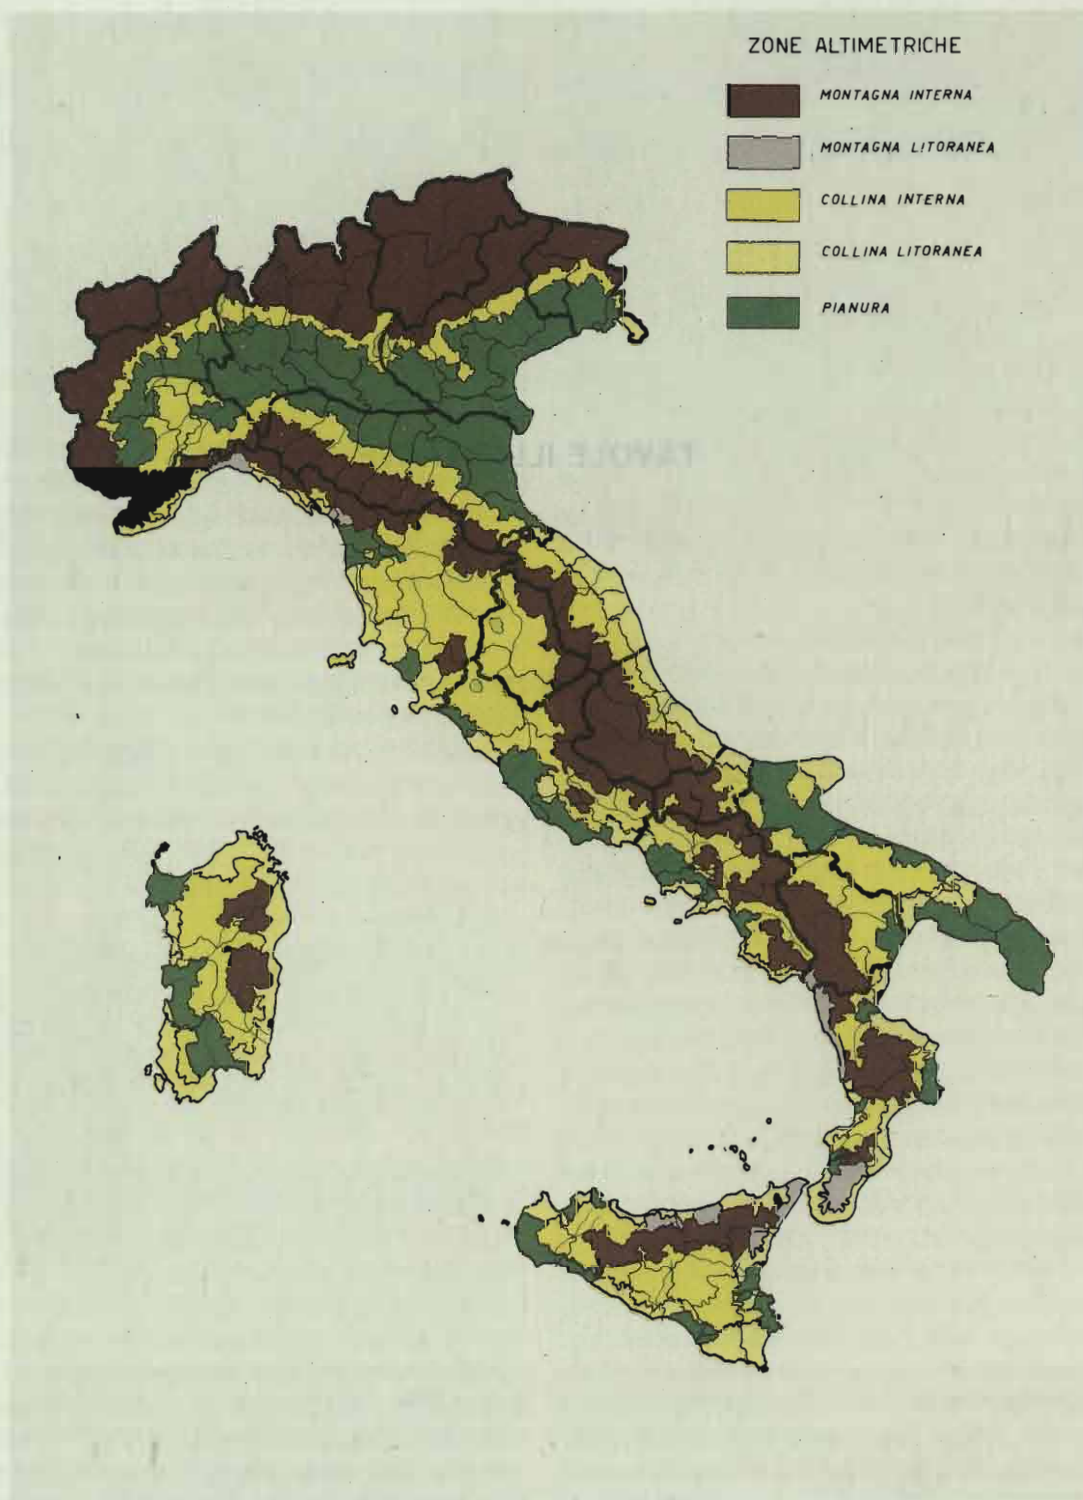 ZONE ALTIMETRICHE
MONTAGNA INTERNA
MONTAGNA LITORANEA
COLLINA INTERNA
COLLINA LITORANEA
PIANURA